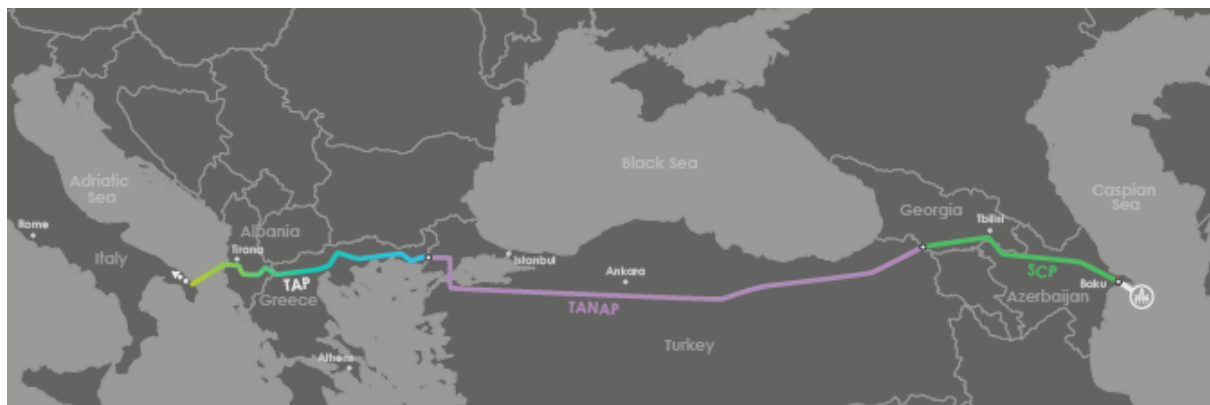 Black Sea
Adriatic
Sea
Caspian
Sea
Georgia
Rome
Albania
Tbilisi
Tirana
Italy
Istanbul
Ankara
SCP
TAP
Baku
Azerbaijan
Greece
TANAP
Turkey
Athens